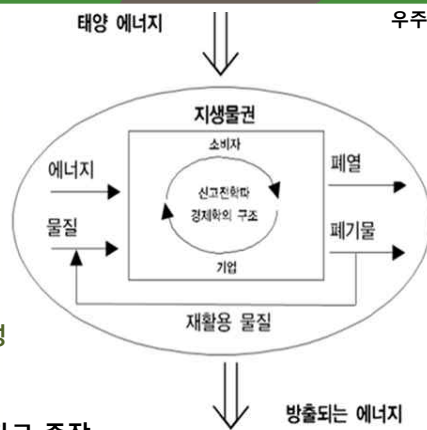 태양 에너지
우주
지생물권
소비자
에너지
폐열
신고전학따
경제학의 구조
물질
폐기물
기업
재활용 물질
방출되는 에너지